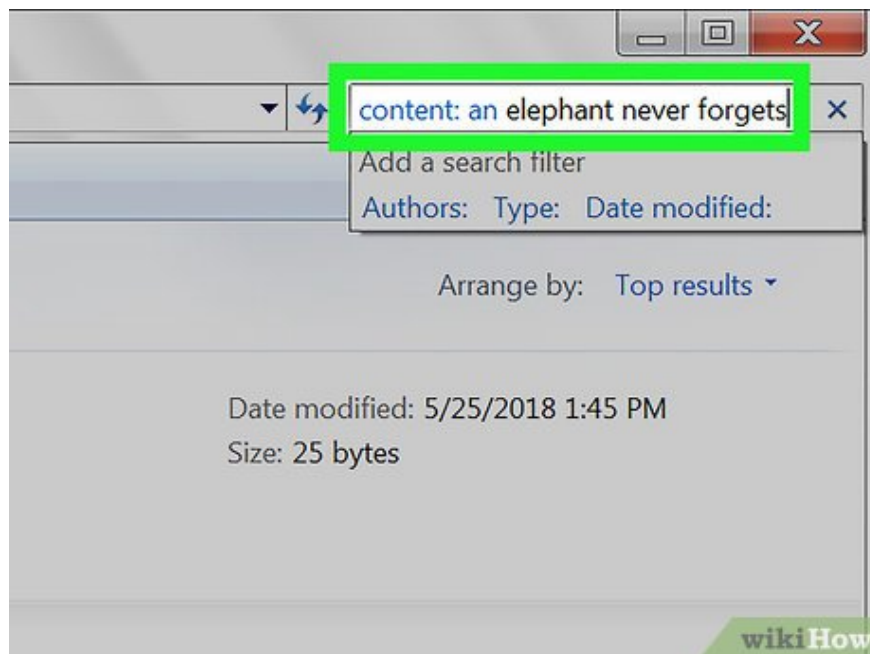 content: an elephant never forgets
Add a search filter
Authors: Type: Date modified:
Arrange by: Top results
Date modified: 5/25/2018 1:45 PM
Size: 25 bytes
wikiHow